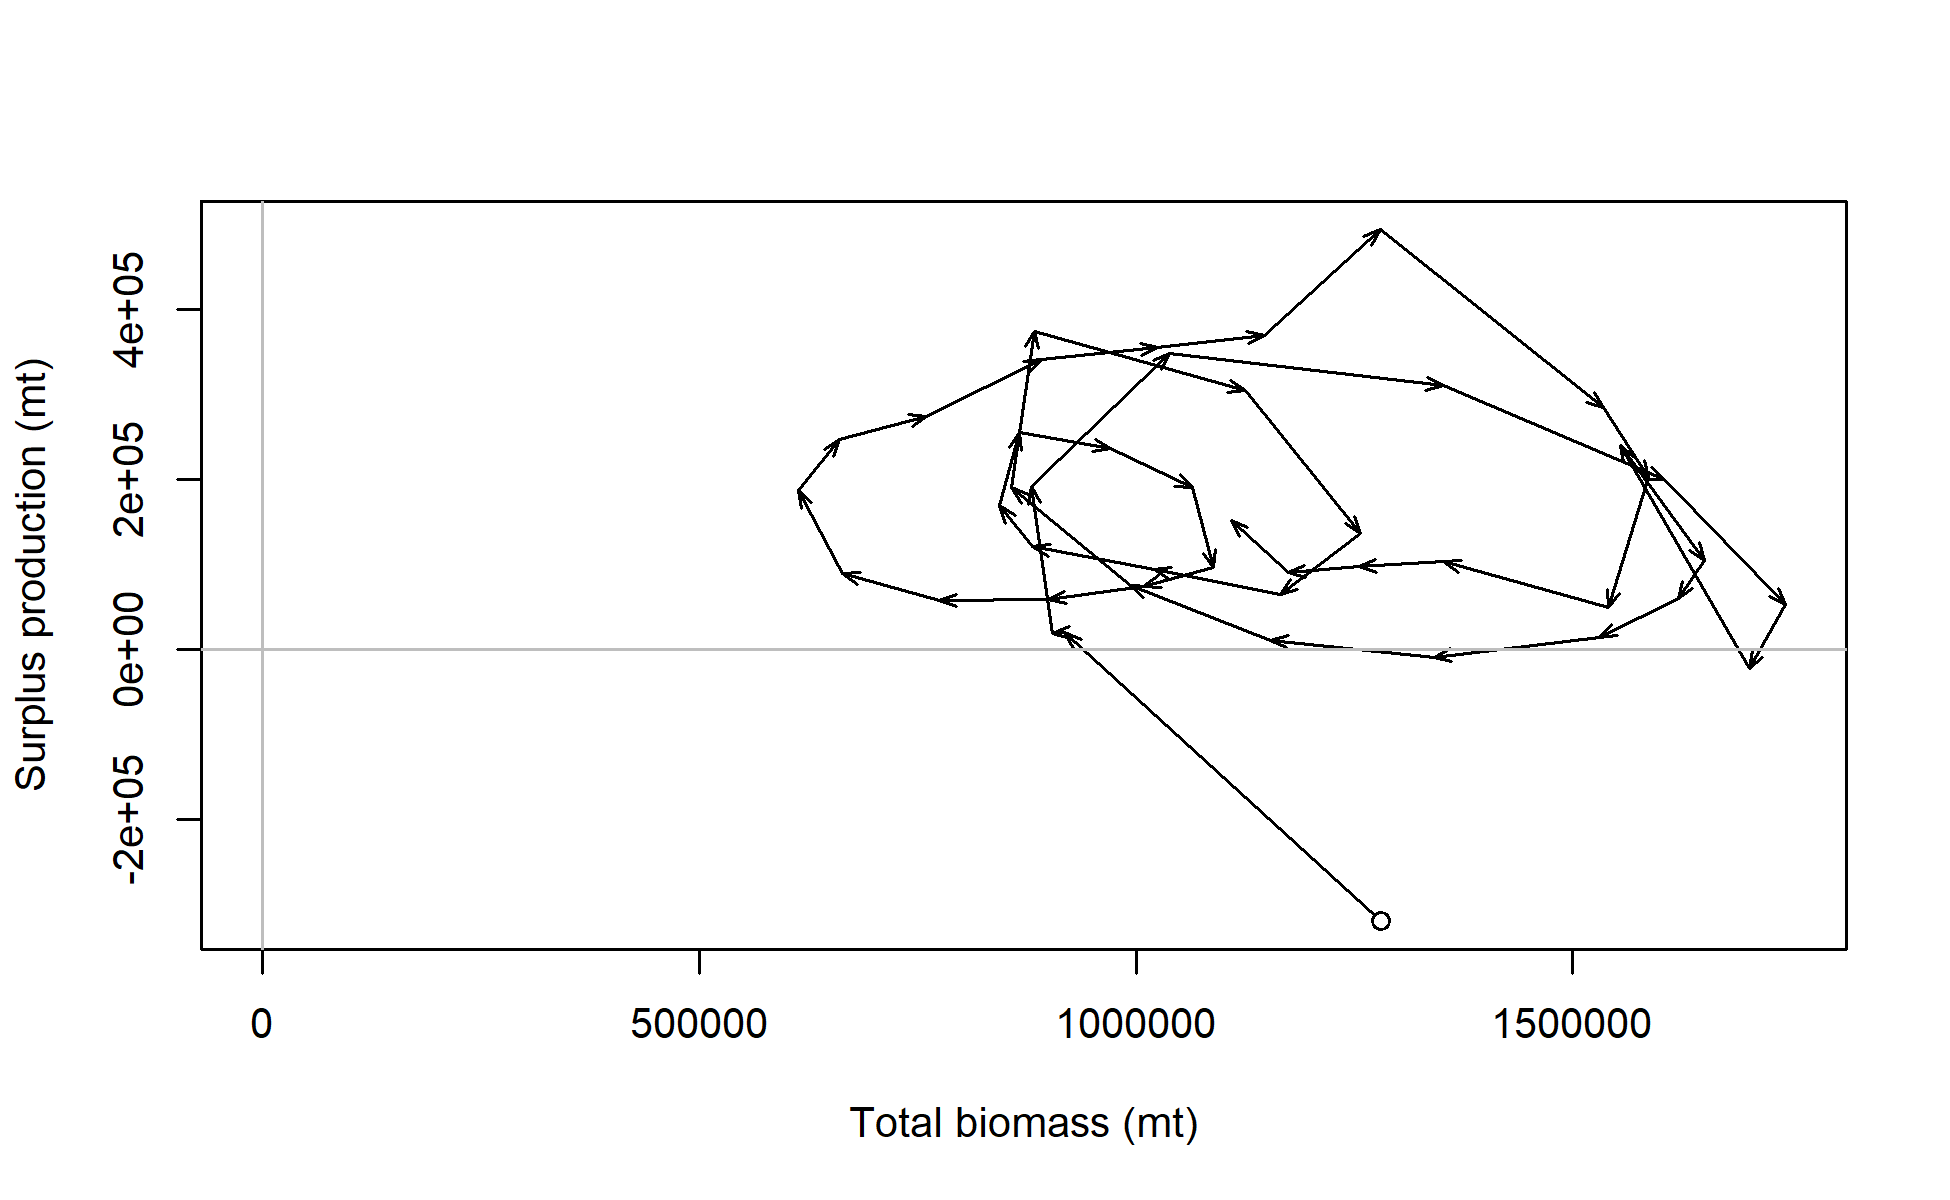 Surplus production (mt)
4e+05
2e+05
0e+00
-2e+05
0 500000 1000000 1500000
Total biomass (mt)